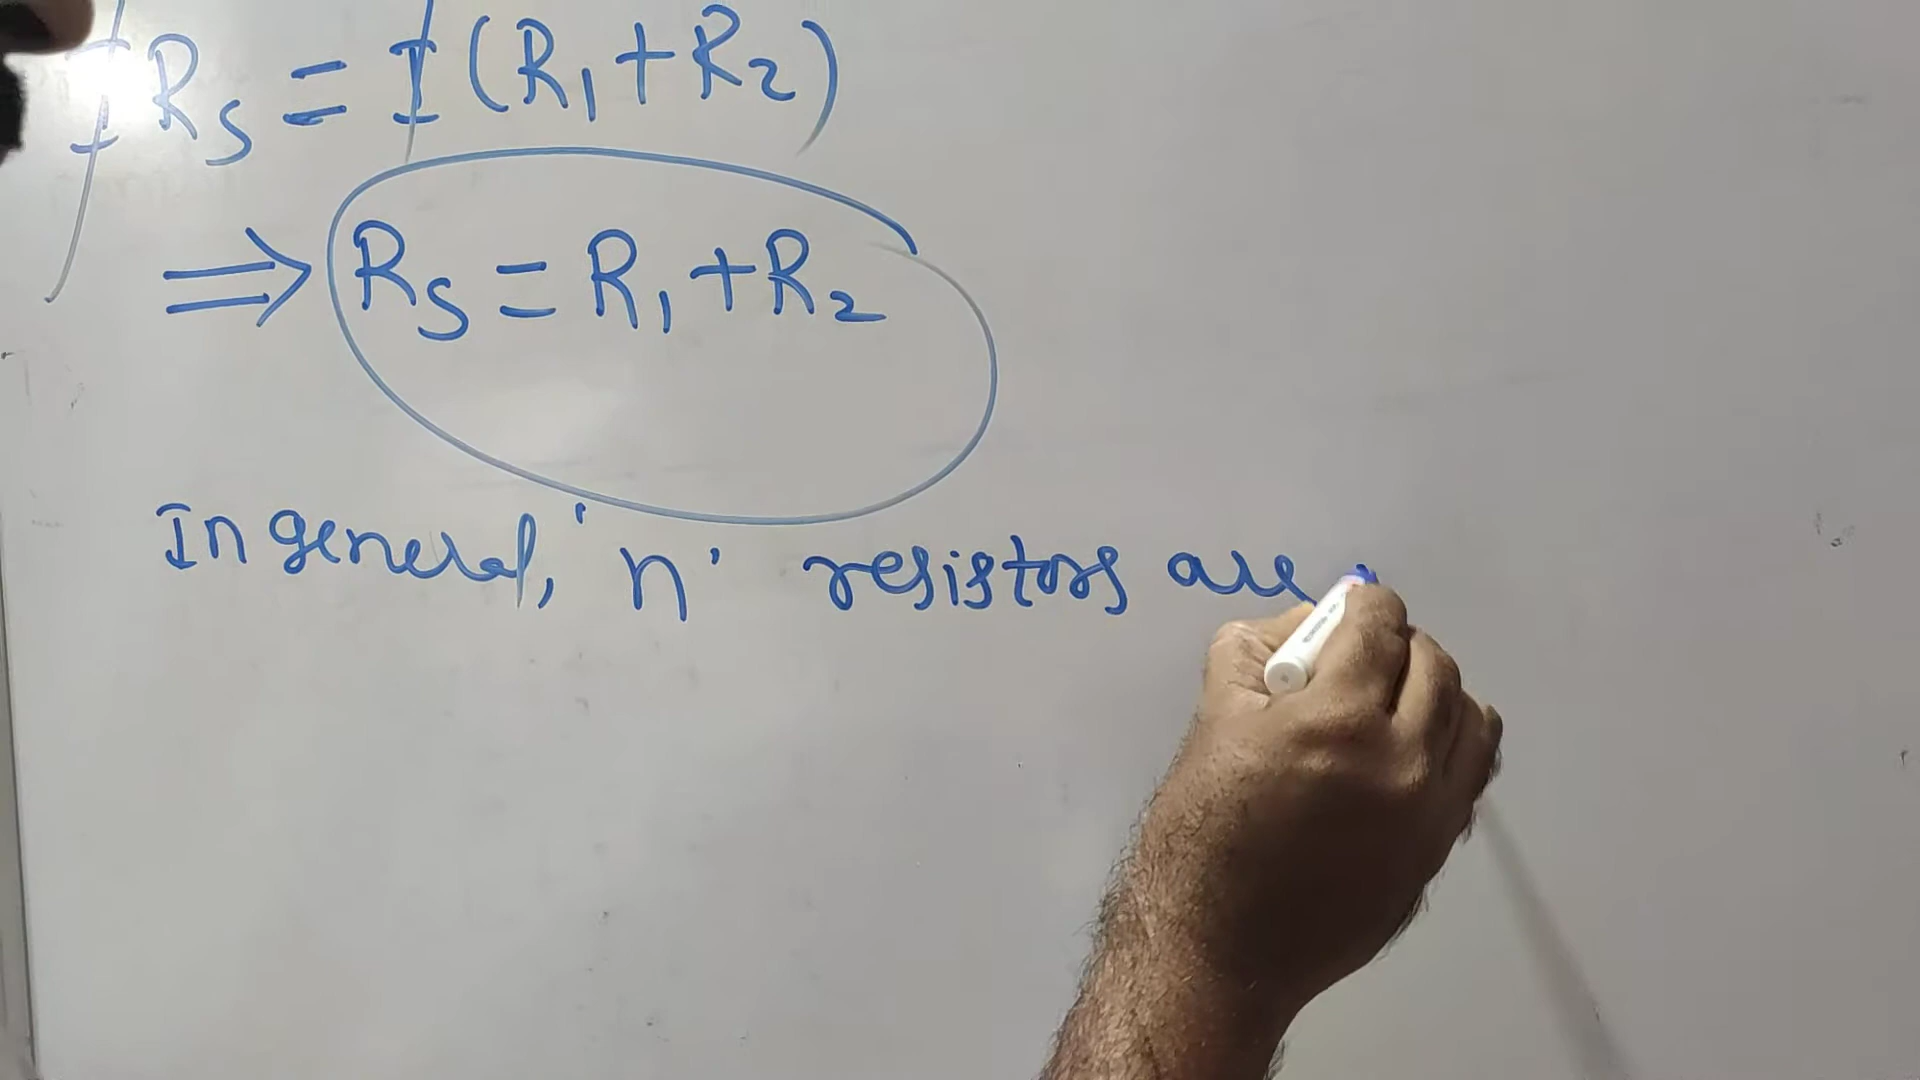 IRs = I(R1+R2)
⇒ Rs = R1+R2
In general, 'n' resistors are